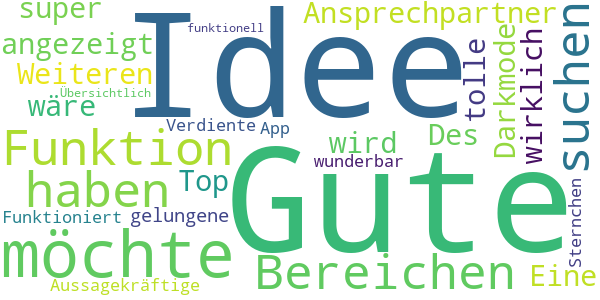 super
funktionell
Ansprechpartner
angezeigt
Idee
Weiteren
Übersichtlich
wäre
tolle
Darkmode
wirklich
suchen
Verdiente
App
Funktion
wird
Des
wunderbar
haben
Top
Gute
Sternchen
Funktioniert
gelungene
möchte
Bereichen
Eine
Aussagekräftige